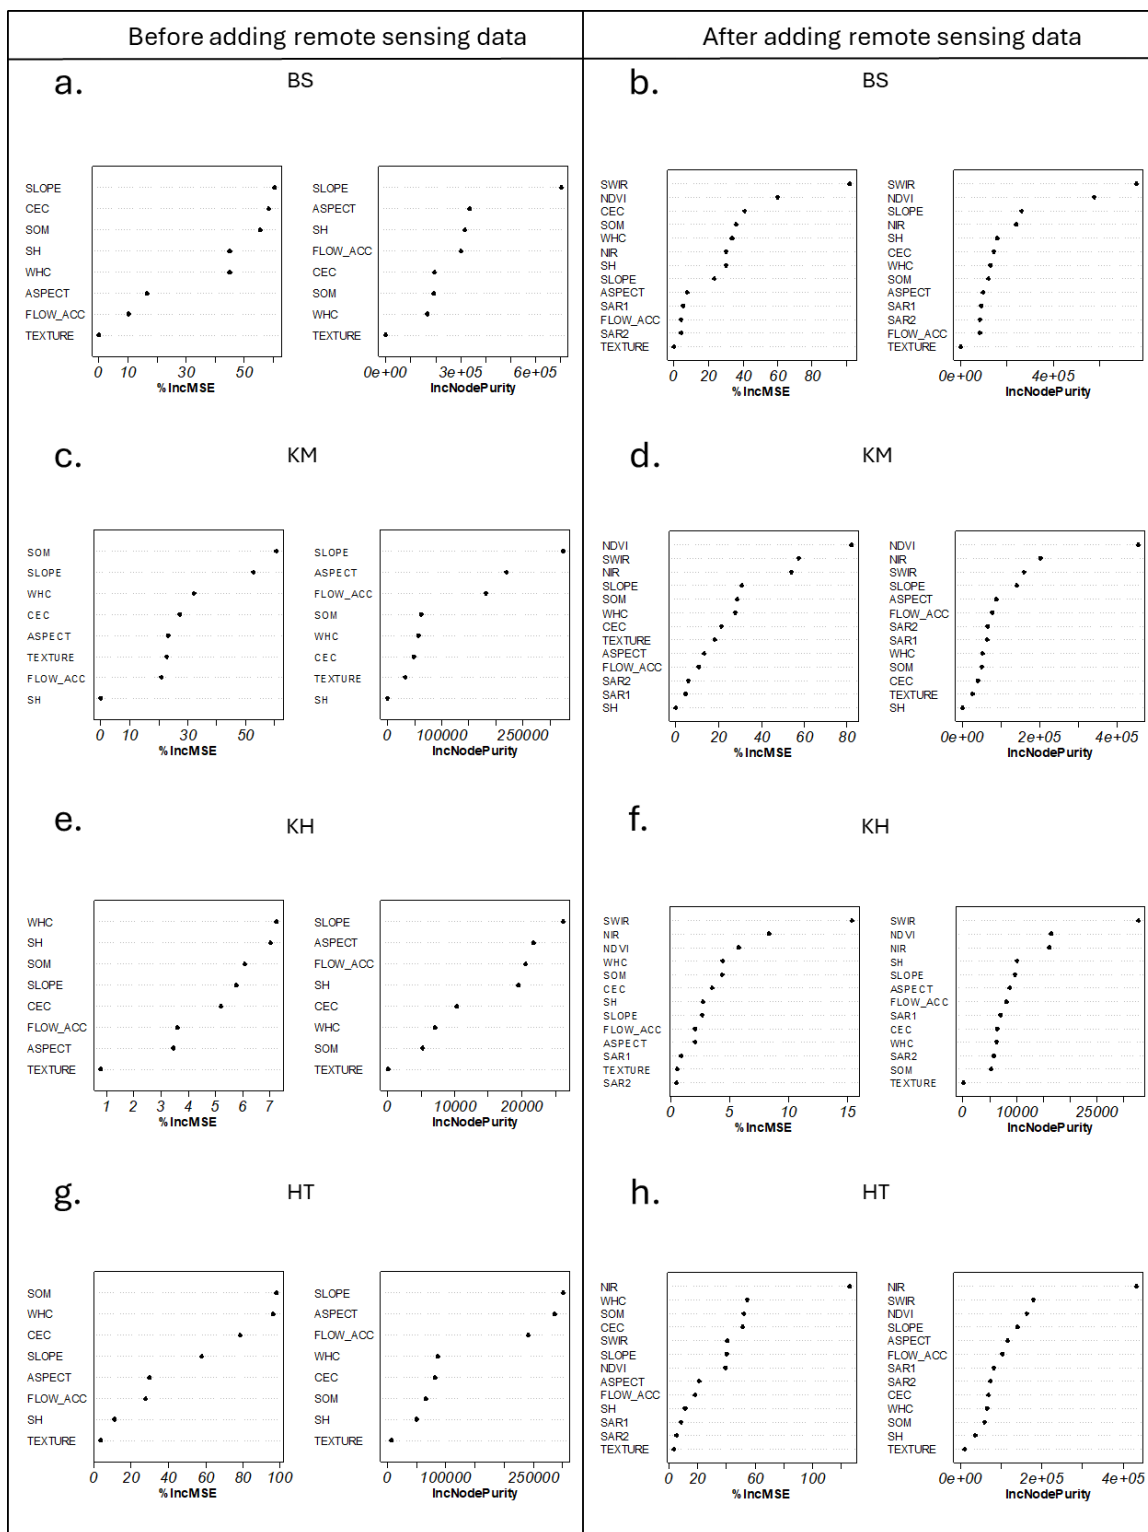 Before adding remote sensing data
After adding remote sensing data
a.
BS
SLOPE
CEC
SOM
SH
WHC
ASPECT
FLOW_ACC
TEXTURE
0 10 30 50
%IncMSE
SLOPE
ASPECT
SH
FLOW_ACC
CEC
SOM
WHC
TEXTURE
0e+00 3e+05 6e+05
IncNodePurity
b.
BS
SWIR
NDVI
CEC
SOM
WHC
NIR
SH
SLOPE
ASPECT
SAR1
FLOW_ACC
SAR2
TEXTURE
0 20 40 60 80
%IncMSE
SWIR
NDVI
SLOPE
NIR
SH
CEC
WHC
SOM
ASPECT
SAR1
SAR2
FLOW_ACC
TEXTURE
0e+00 4e+05
IncNodePurity
c.
KM
SOM
SLOPE
WHC
CEC
ASPECT
TEXTURE
FLOW_ACC
SH
0 10 30 50
%IncMSE
SLOPE
ASPECT
FLOW_ACC
SOM
WHC
CEC
TEXTURE
SH
0 100000 250000
IncNodePurity
d.
KM
NDVI
SWIR
NIR
SLOPE
SOM
WHC
CEC
TEXTURE
ASPECT
FLOW_ACC
SAR2
SAR1
SH
0 20 40 60 80
%IncMSE
NDVI
NIR
SWIR
SLOPE
ASPECT
FLOW_ACC
SAR2
SAR1
WHC
SOM
CEC
TEXTURE
SH
0e+00 2e+05 4e+05
IncNodePurity
e.
KH
WHC
SH
SOM
SLOPE
CEC
FLOW_ACC
ASPECT
TEXTURE
1 2 3 4 5 6 7
%IncMSE
SLOPE
ASPECT
FLOW_ACC
SH
CEC
WHC
SOM
TEXTURE
0 10000 20000
IncNodePurity
f.
KH
SWIR
NIR
NDVI
WHC
SOM
CEC
SH
SLOPE
FLOW_ACC
ASPECT
SAR1
TEXTURE
SAR2
0 5 10 15
%IncMSE
SWIR
NDVI
NIR
SH
SLOPE
ASPECT
FLOW_ACC
SAR1
CEC
WHC
SAR2
SOM
TEXTURE
0 10000 25000
IncNodePurity
g.
HT
SOM
WHC
CEC
SLOPE
ASPECT
FLOW_ACC
SH
TEXTURE
0 20 40 60 80 100
%IncMSE
SLOPE
ASPECT
FLOW_ACC
WHC
CEC
SOM
SH
TEXTURE
0 100000 250000
IncNodePurity
h.
HT
NIR
WHC
SOM
CEC
SWIR
SLOPE
NDVI
ASPECT
FLOW_ACC
SH
SAR1
SAR2
TEXTURE
0 20 60 100
%IncMSE
NIR
SWIR
NDVI
SLOPE
ASPECT
FLOW_ACC
SAR1
SAR2
CEC
WHC
SOM
SH
TEXTURE
0e+00 2e+05 4e+05
IncNodePurity